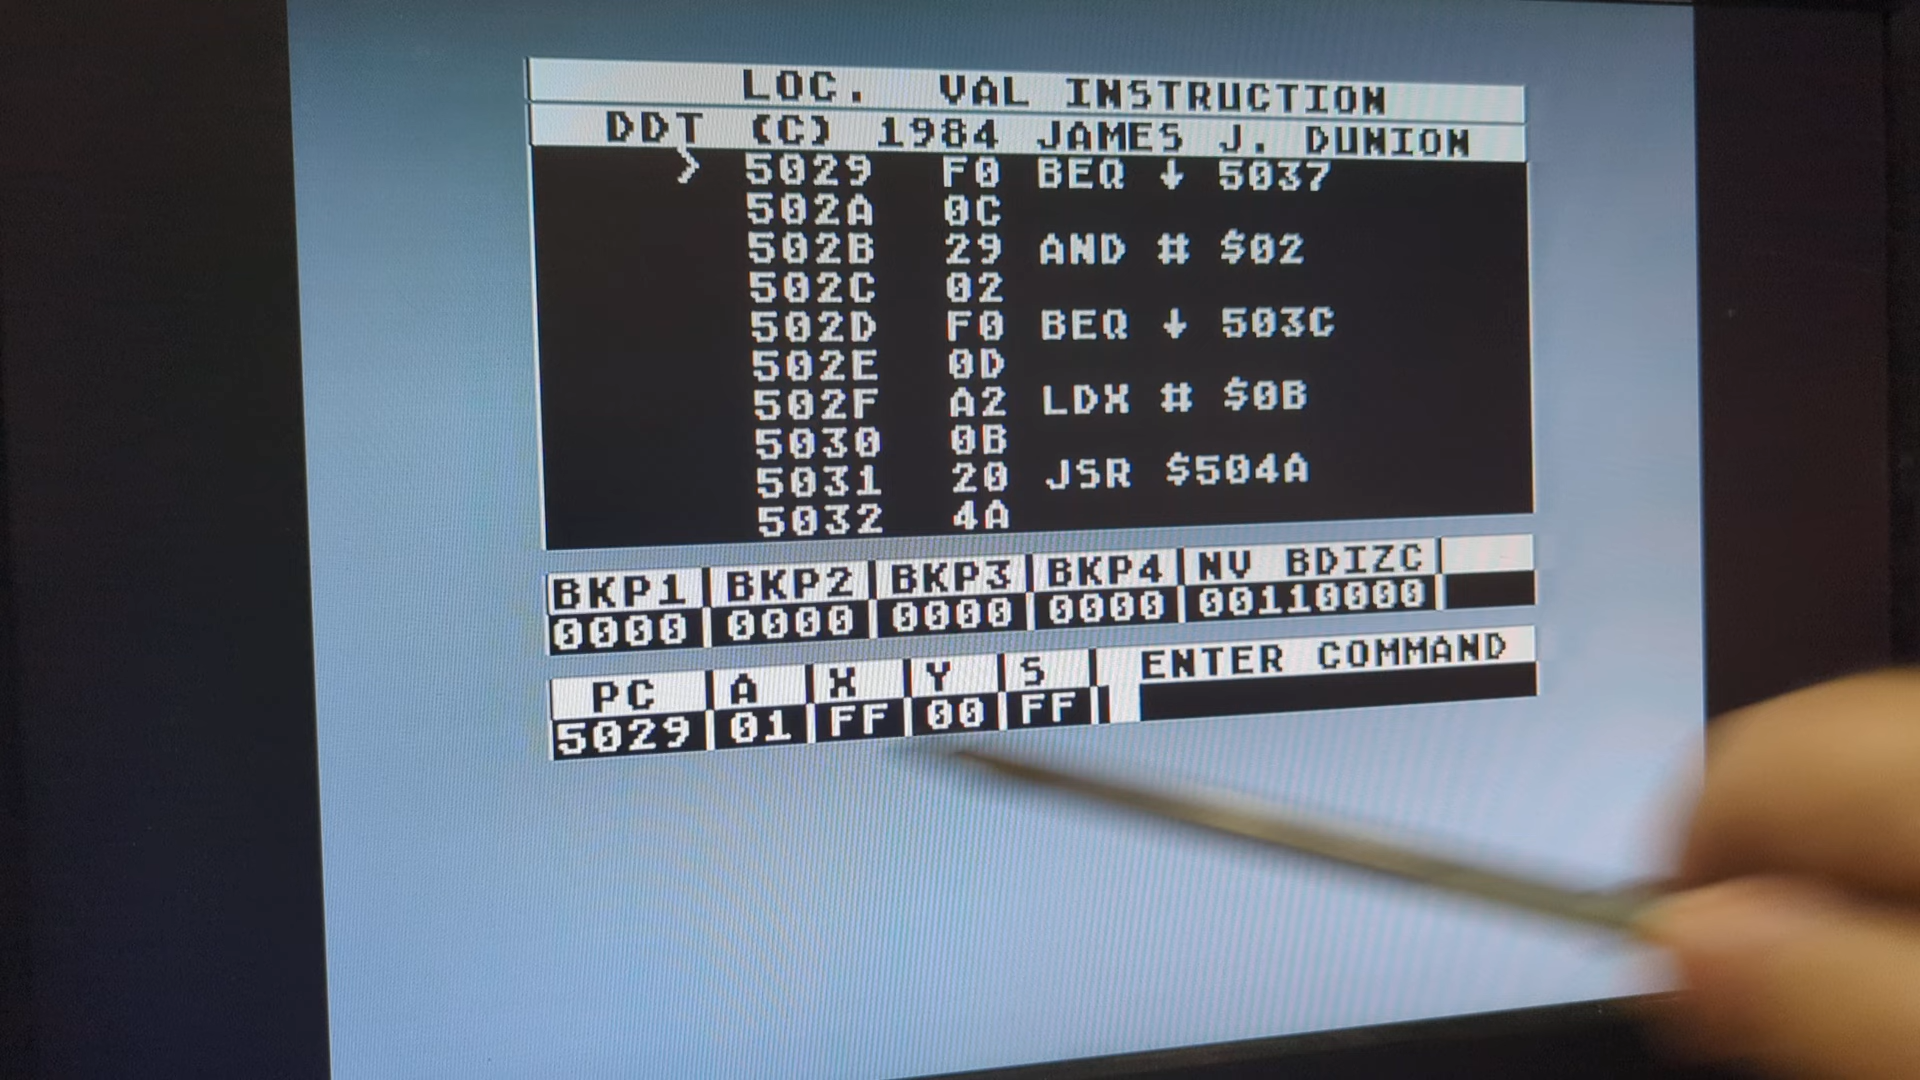 LOC. VAL INSTRUCTION
DDT (C) 1984 JAMES J. DUNION
> 5029 F0 BEQ ↓ 5037
502A 0C
502B 29 AND # $02
502C 02
502D F0 BEQ ↓ 503C
502E 0D
502F A2 LDX # $0B
5030 0B
5031 20 JSR $504A
5032 4A
BKP1 BKP2 BKP3 BKP4 NV BDIZC
0000 0000 0000 0000 00110000
PC A X Y S ENTER COMMAND
5029 01 FF 00 FF